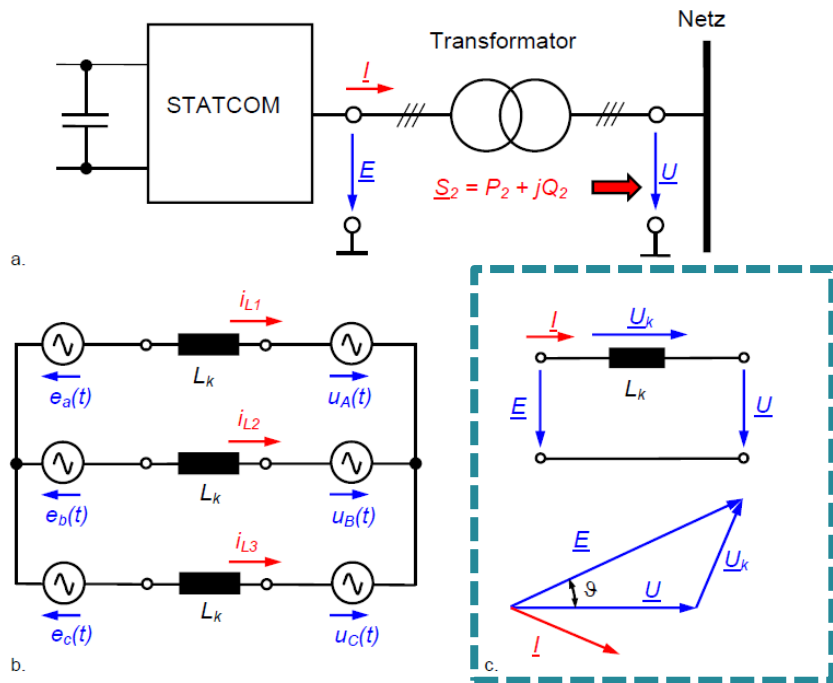 Netz
Transformator
I
STATCOM
E
S2 = P2 + jQ2
U
a.
iL1
Lk
ea(t)
uA(t)
iL2
Lk
eb(t)
uB(t)
iL3
Lk
ec(t)
uC(t)
b.
I
Uk
Lk
E
U
E
Uk
ϑ
U
I
c.